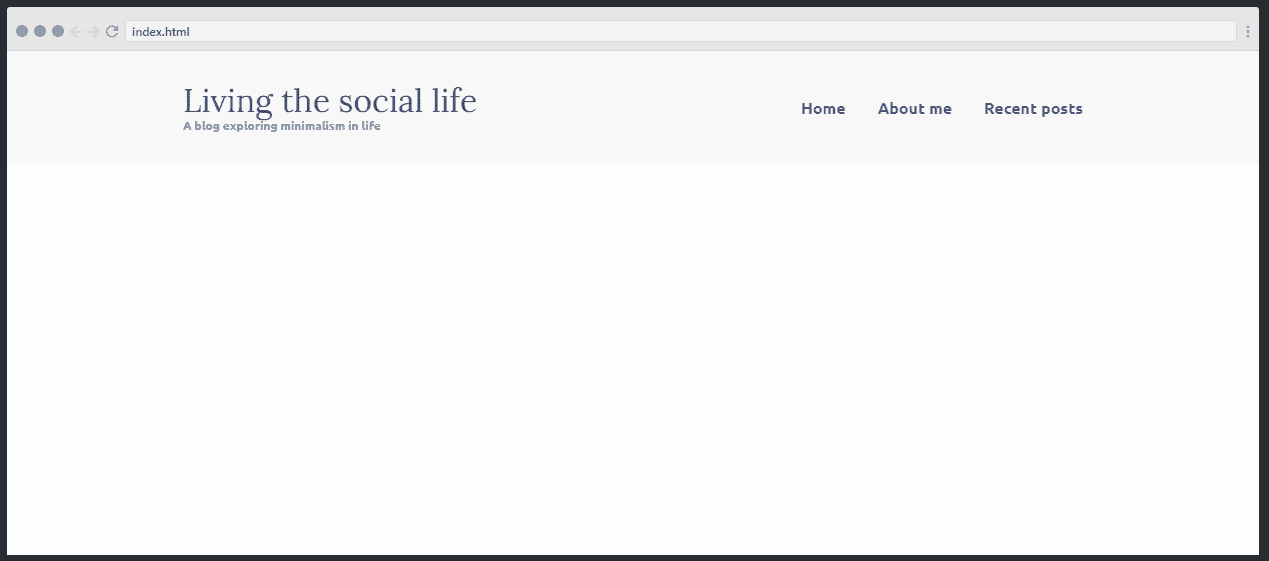 index.html
Living the social life
A blog exploring minimalism in life
Home About me Recent posts